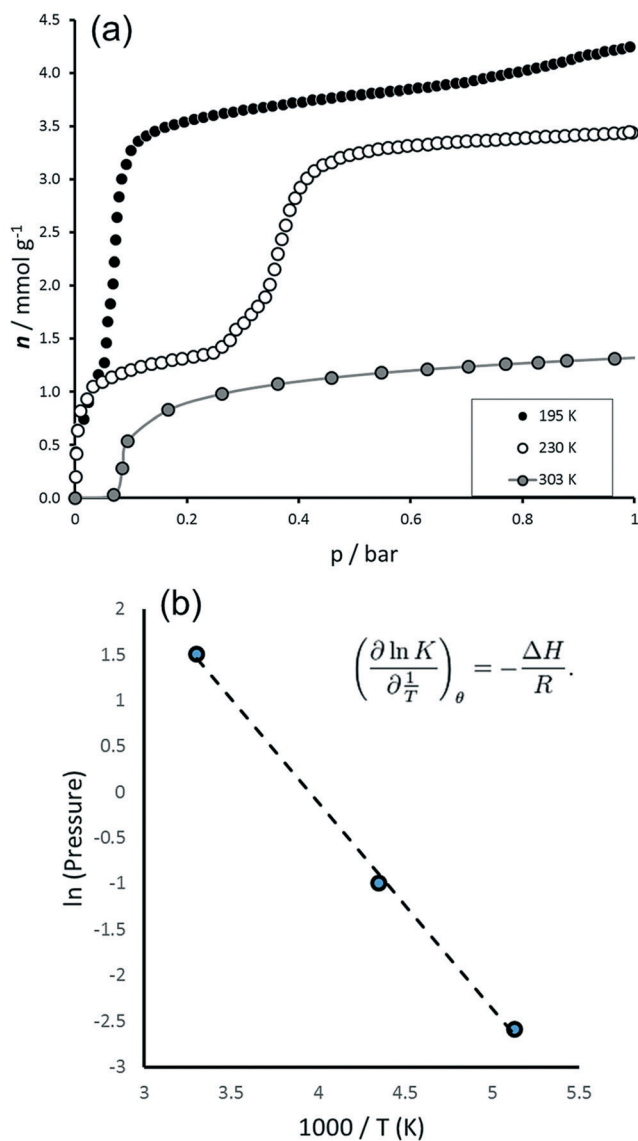 (a)
4.5
4.0
3.5
3.0
2.5
2.0
1.5
1.0
0.5
0.0
n / mmol g⁻¹
195 K
230 K
303 K
0 0.2 0.4 0.6 0.8 1
p / bar
(b)
2
1.5
1
0.5
0
-0.5
-1
-1.5
-2
-2.5
-3
ln (Pressure)
(∂ ln K / ∂ 1/T)θ = − ΔH / R .
3 3.5 4 4.5 5 5.5
1000 / T (K)